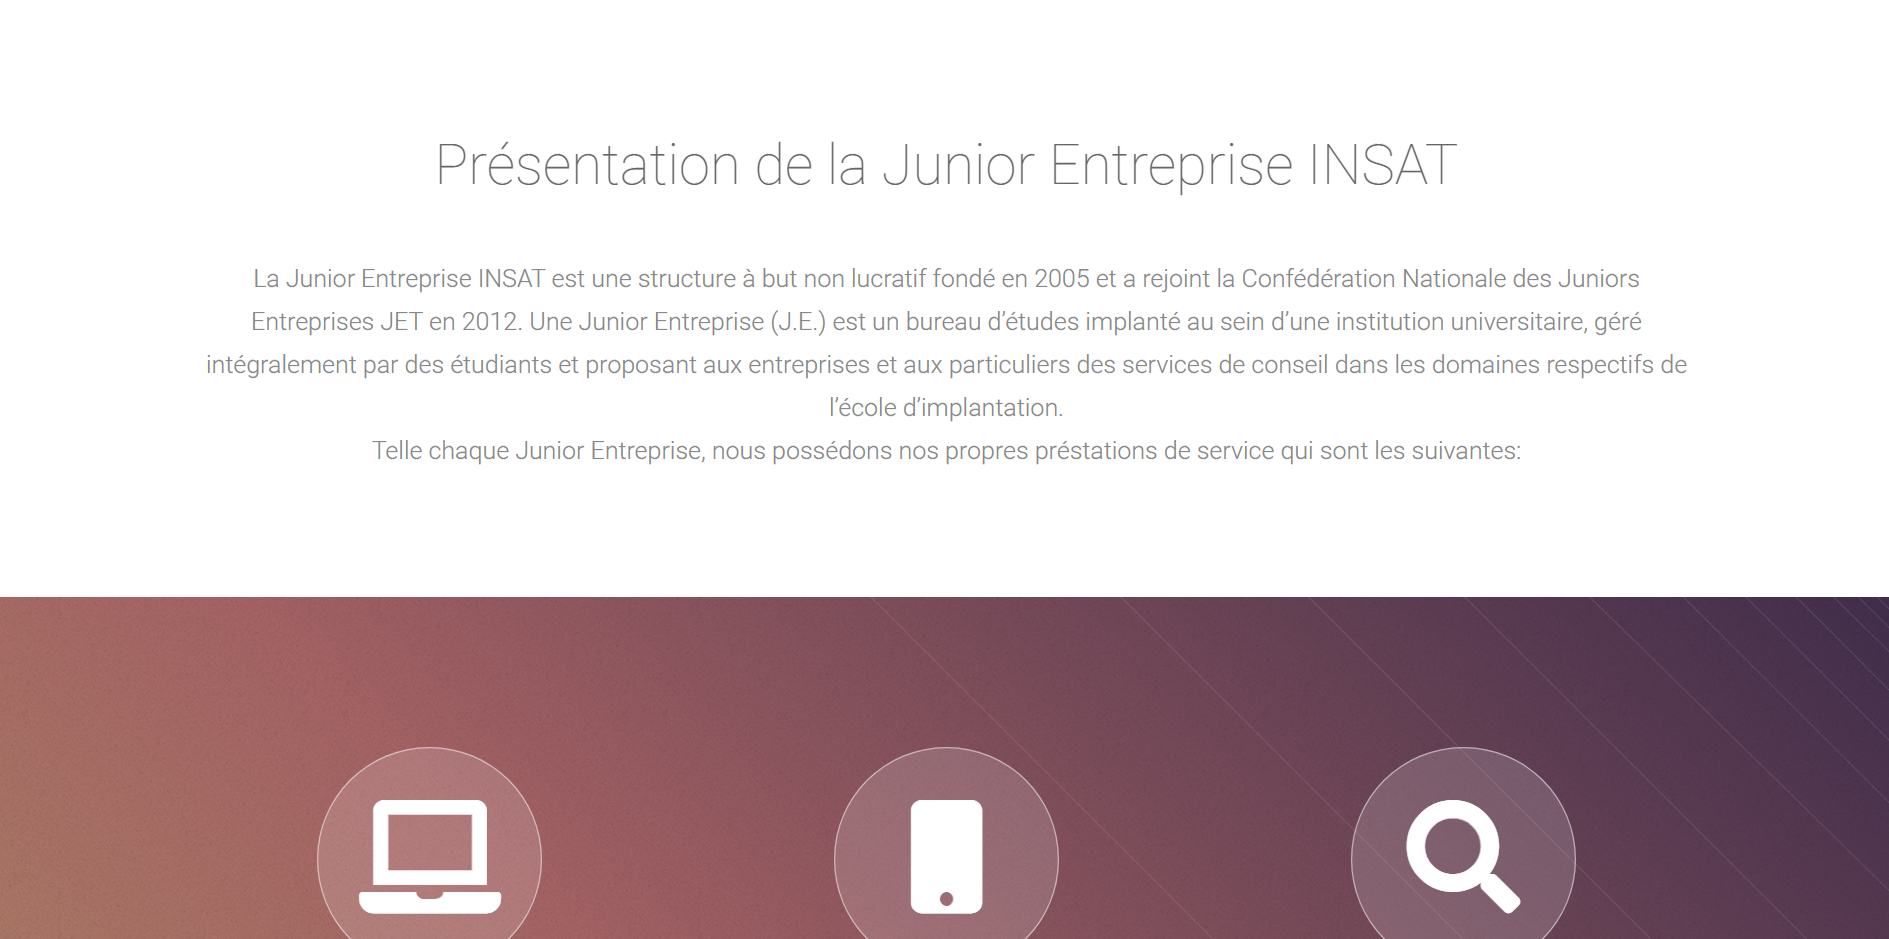 Présentation de la Junior Entreprise INSAT
La Junior Entreprise INSAT est une structure à but non lucratif fondé en 2005 et a rejoint la Confédération Nationale des Juniors
Entreprises JET en 2012. Une Junior Entreprise (J.E.) est un bureau d’études implanté au sein d’une institution universitaire, géré
intégralement par des étudiants et proposant aux entreprises et aux particuliers des services de conseil dans les domaines respectifs de
l’école d’implantation.
Telle chaque Junior Entreprise, nous possédons nos propres préstations de service qui sont les suivantes: